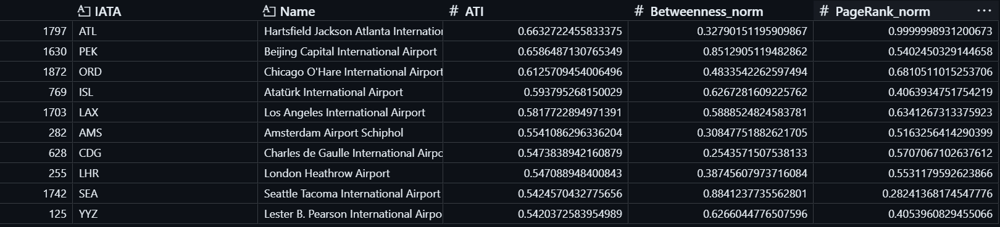 IATA Name # ATI # Betweenness_norm # PageRank_norm ...
1797 ATL Hartsfield Jackson Atlanta Internatio 0.6632722455833375 0.32790151195909867 0.9999998931200673
1630 PEK Beijing Capital International Airport 0.6586487130765349 0.8512905119482862 0.5402450329144658
1872 ORD Chicago O'Hare International Airport 0.6125709454006496 0.4833542262597494 0.6810511015253706
769 ISL Atatürk International Airport 0.593795268150029 0.6267281609225762 0.4063934751754219
1703 LAX Los Angeles International Airport 0.5817722894971391 0.5888524824583781 0.6341267313375923
282 AMS Amsterdam Airport Schiphol 0.5541086296336204 0.30847751882621705 0.5163256414290399
628 CDG Charles de Gaulle International Airpo 0.5473838942160879 0.2543571507538133 0.5707067102637612
255 LHR London Heathrow Airport 0.547088948400843 0.38745607973716084 0.5531179592623866
1742 SEA Seattle Tacoma International Airport 0.5424570432775656 0.8841237735562801 0.28241368174547776
125 YYZ Lester B. Pearson International Airpo 0.5420372583954989 0.6266044776507596 0.4053960829455066